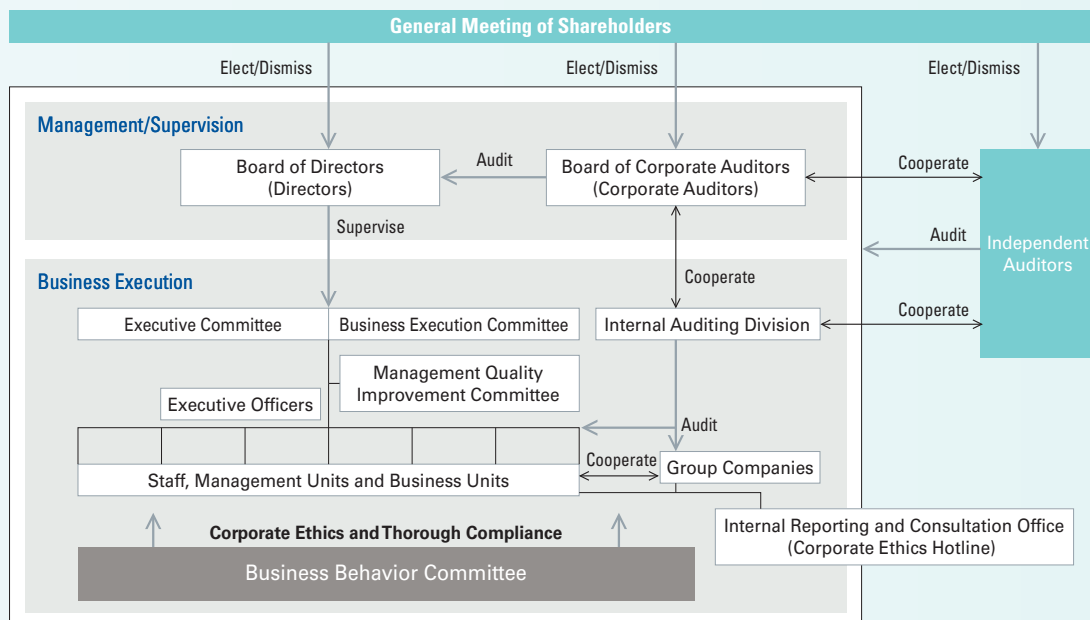 General Meeting of Shareholders
Elect/Dismiss
Elect/Dismiss
Elect/Dismiss
Management/Supervision
Board of Directors
(Directors)
Audit
Board of Corporate Auditors
(Corporate Auditors)
Cooperate
Supervise
Audit
Independent
Auditors
Business Execution
Cooperate
Executive Committee
Business Execution Committee
Internal Auditing Division
Cooperate
Management Quality
Improvement Committee
Executive Officers
Audit
Cooperate
Group Companies
Staff, Management Units and Business Units
Corporate Ethics and Thorough Compliance
Internal Reporting and Consultation Office
(Corporate Ethics Hotline)
Business Behavior Committee